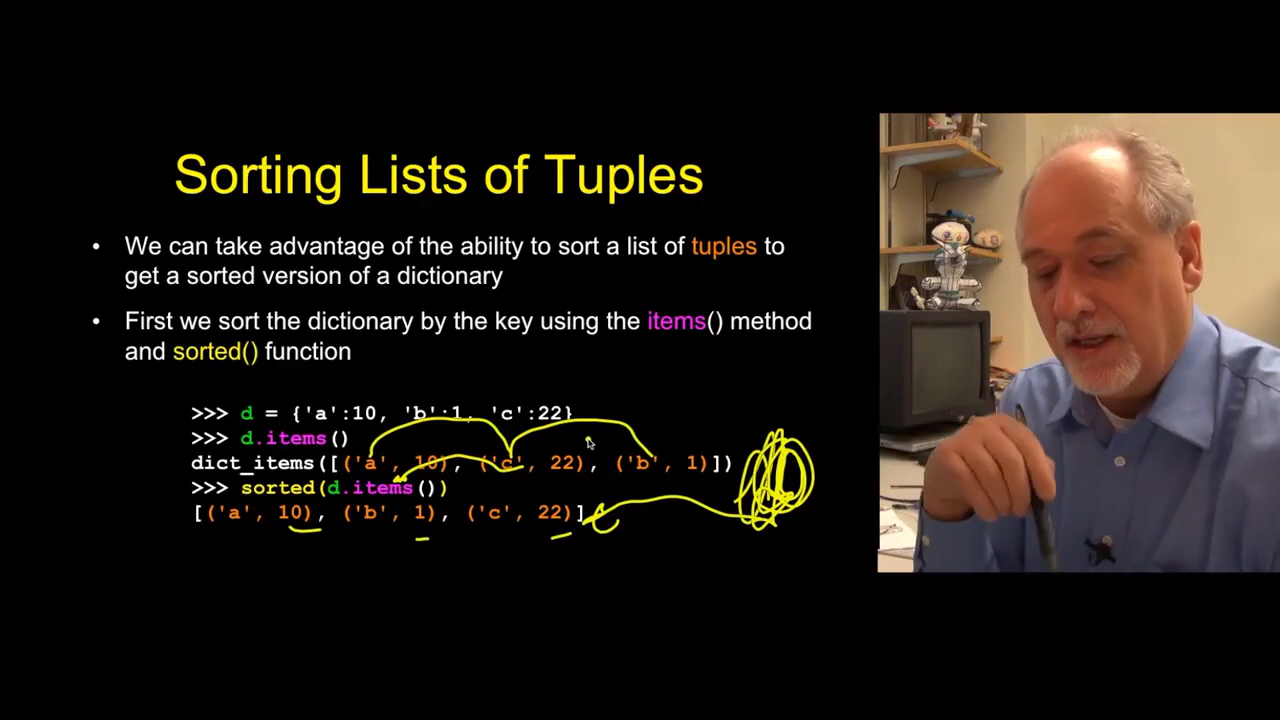 Sorting Lists of Tuples
• We can take advantage of the ability to sort a list of tuples to
get a sorted version of a dictionary
• First we sort the dictionary by the key using the items() method
and sorted() function
>>> d = {'a':10, 'b':1, 'c':22}
>>> d.items()
dict_items([('a', 10), ('c', 22), ('b', 1)])
>>> sorted(d.items())
[('a', 10), ('b', 1), ('c', 22)]